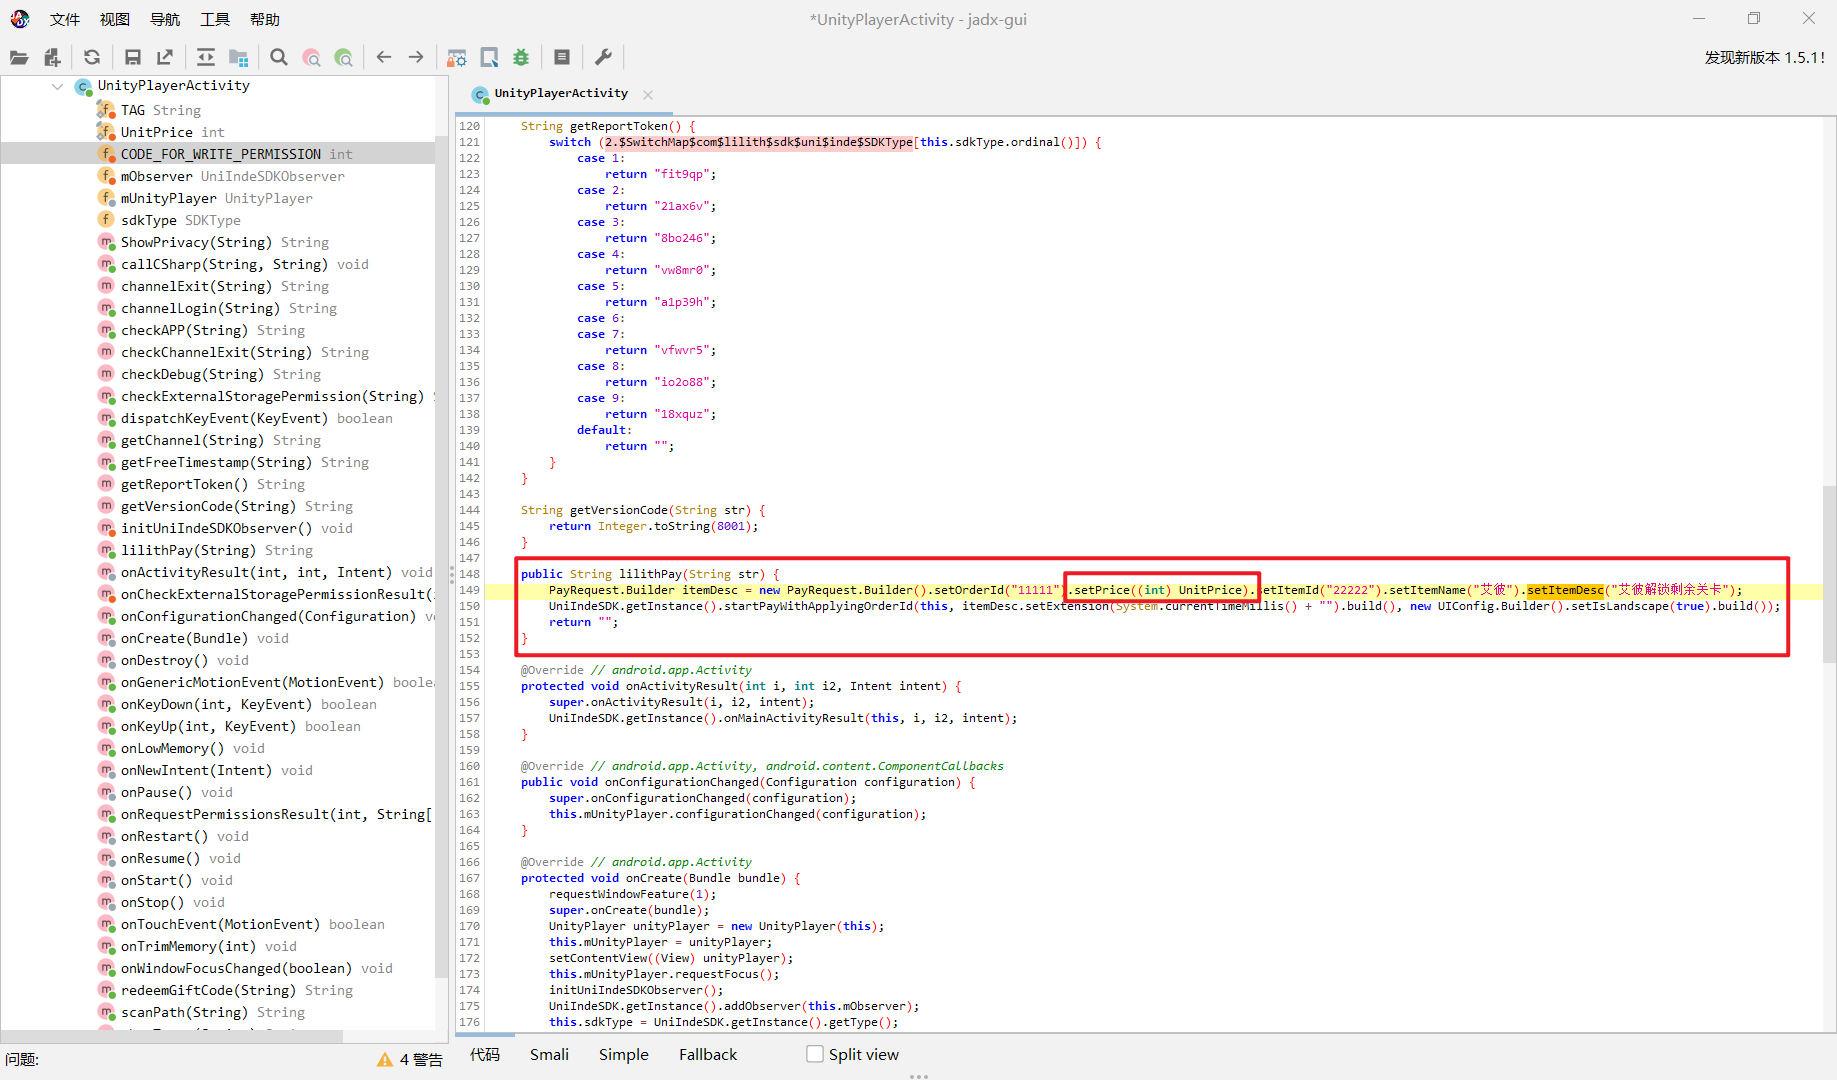 文件 视图 导航 工具 帮助
*UnityPlayerActivity - jadx-gui
发现新版本 1.5.1!
UnityPlayerActivity
TAG String
UnitPrice int
CODE_FOR_WRITE_PERMISSION int
mObserver UniIndeSDKObserver
mUnityPlayer UnityPlayer
sdkType SDKType
ShowPrivacy(String) String
callCSharp(String, String) void
channelExit(String) String
channelLogin(String) String
checkAPP(String) String
checkChannelExit(String) String
checkDebug(String) String
checkExternalStoragePermission(String)
dispatchKeyEvent(KeyEvent) boolean
getChannel(String) String
getFreeTimestamp(String) String
getReportToken() String
getVersionCode(String) String
initUniIndeSDKObserver() void
lilithPay(String) String
onActivityResult(int, int, Intent) void
onCheckExternalStoragePermissionResult(i
onConfigurationChanged(Configuration) v
onCreate(Bundle) void
onDestroy() void
onGenericMotionEvent(MotionEvent) boole
onKeyDown(int, KeyEvent) boolean
onKeyUp(int, KeyEvent) boolean
onLowMemory() void
onNewIntent(Intent) void
onPause() void
onRequestPermissionsResult(int, String[
onRestart() void
onResume() void
onStart() void
onStop() void
onTouchEvent(MotionEvent) boolean
onTrimMemory(int) void
onWindowFocusChanged(boolean) void
redeemGiftCode(String) String
scanPath(String) String
问题:
4 警告
UnityPlayerActivity
120 String getReportToken() {
121 switch (2.$SwitchMap$com$lilith$sdk$uni$inde$SDKType[this.sdkType.ordinal()]) {
122 case 1:
123 return "fit9qp";
124 case 2:
125 return "21ax6v";
126 case 3:
127 return "8bo246";
128 case 4:
129 return "vw8mr0";
130 case 5:
131 return "a1p39h";
132 case 6:
133 case 7:
134 return "vfwvr5";
135 case 8:
136 return "io2o88";
137 case 9:
138 return "18xquz";
139 default:
140 return "";
141 }
142 }
143
144 String getVersionCode(String str) {
145 return Integer.toString(8001);
146 }
147
148 public String lilithPay(String str) {
149 PayRequest.Builder itemDesc = new PayRequest.Builder().setOrderId("11111").setPrice((int) UnitPrice).setItemId("22222").setItemName("艾彼").setItemDesc("艾彼解锁剩余关卡");
150 UniIndeSDK.getInstance().startPayWithApplyingOrderId(this, itemDesc.setExtension(System.currentTimeMillis() + "").build(), new UIConfig.Builder().setIsLandscape(true).build());
151 return "";
152 }
153
154 @Override // android.app.Activity
155 protected void onActivityResult(int i, int i2, Intent intent) {
156 super.onActivityResult(i, i2, intent);
157 UniIndeSDK.getInstance().onMainActivityResult(this, i, i2, intent);
158 }
159
160 @Override // android.app.Activity, android.content.ComponentCallbacks
161 public void onConfigurationChanged(Configuration configuration) {
162 super.onConfigurationChanged(configuration);
163 this.mUnityPlayer.configurationChanged(configuration);
164 }
165
166 @Override // android.app.Activity
167 protected void onCreate(Bundle bundle) {
168 requestWindowFeature(1);
169 super.onCreate(bundle);
170 UnityPlayer unityPlayer = new UnityPlayer(this);
171 this.mUnityPlayer = unityPlayer;
172 setContentView((View) unityPlayer);
173 this.mUnityPlayer.requestFocus();
174 initUniIndeSDKObserver();
175 UniIndeSDK.getInstance().addObserver(this.mObserver);
176 this.sdkType = UniIndeSDK.getInstance().getType();
代码 Smali Simple Fallback Split view